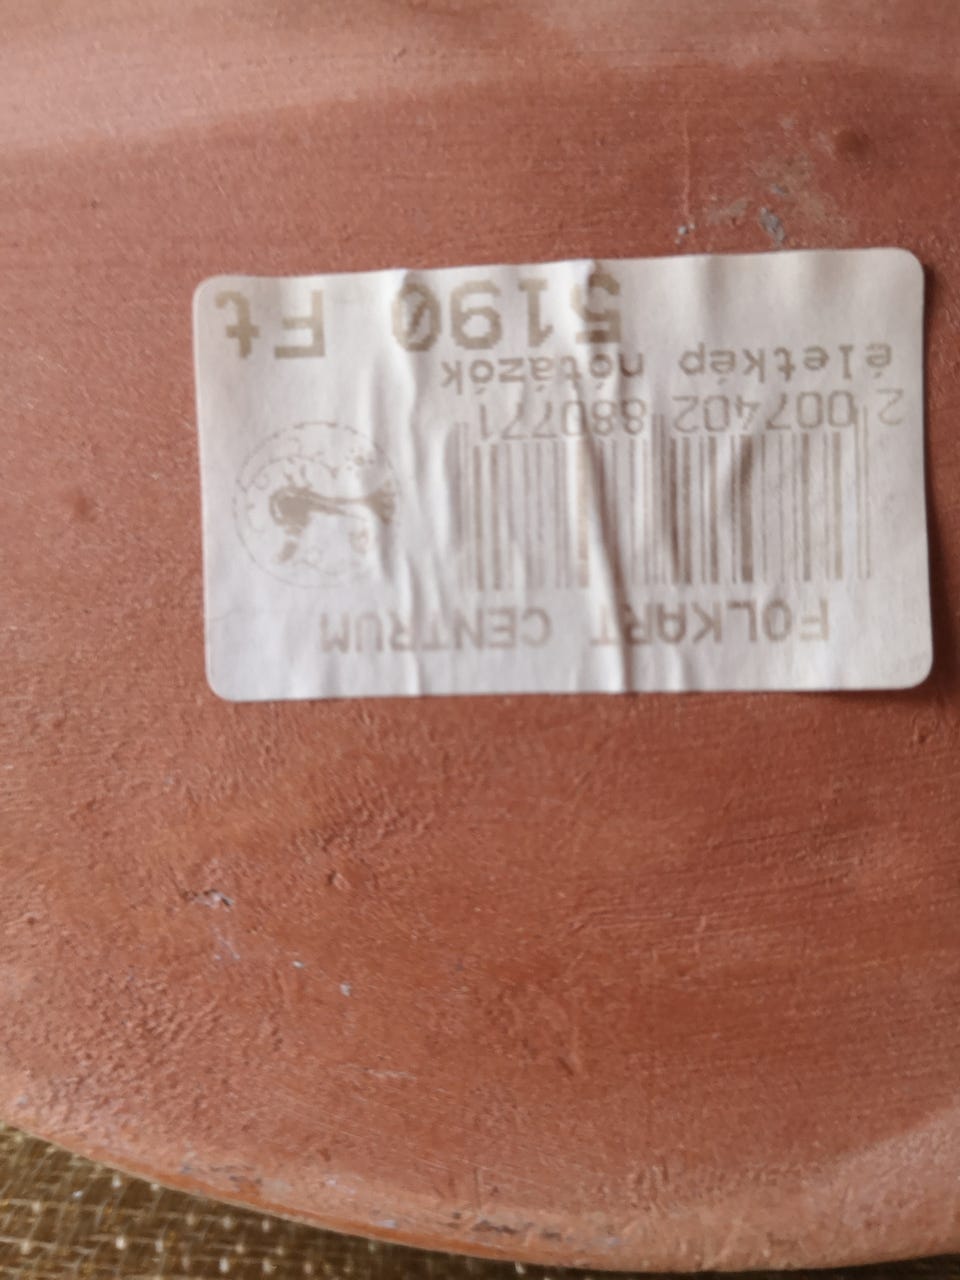 FOLKART CENTRUM
2 007402 880771
életkép nótázók
5190 Ft